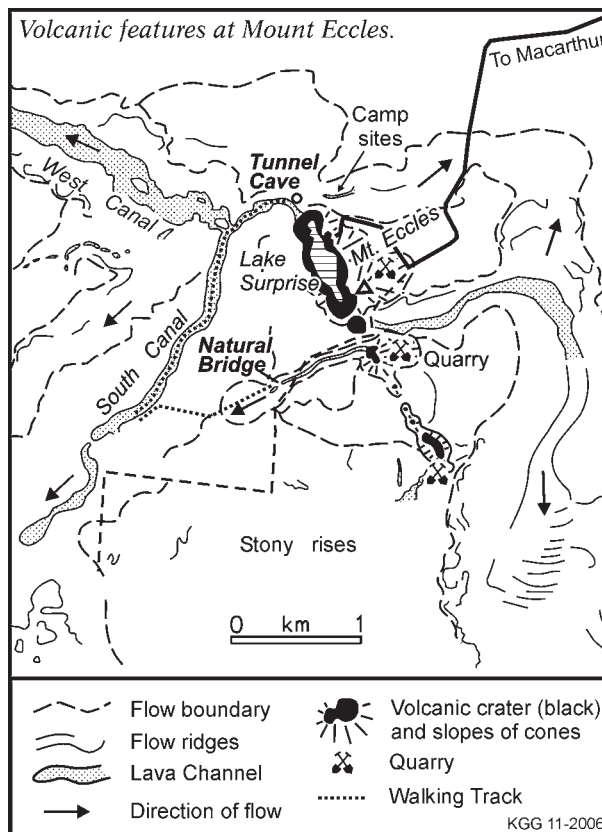 Volcanic features at Mount Eccles.
To Macarthur
Camp
sites
Tunnel
Cave
West
Canal
Mt. Eccles
Lake
Surprise
South Canal
Natural
Bridge
Quarry
Stony rises
0 km 1
Flow boundary
Flow ridges
Lava Channel
Direction of flow
Volcanic crater (black)
and slopes of cones
Quarry
Walking Track
KGG 11-2006